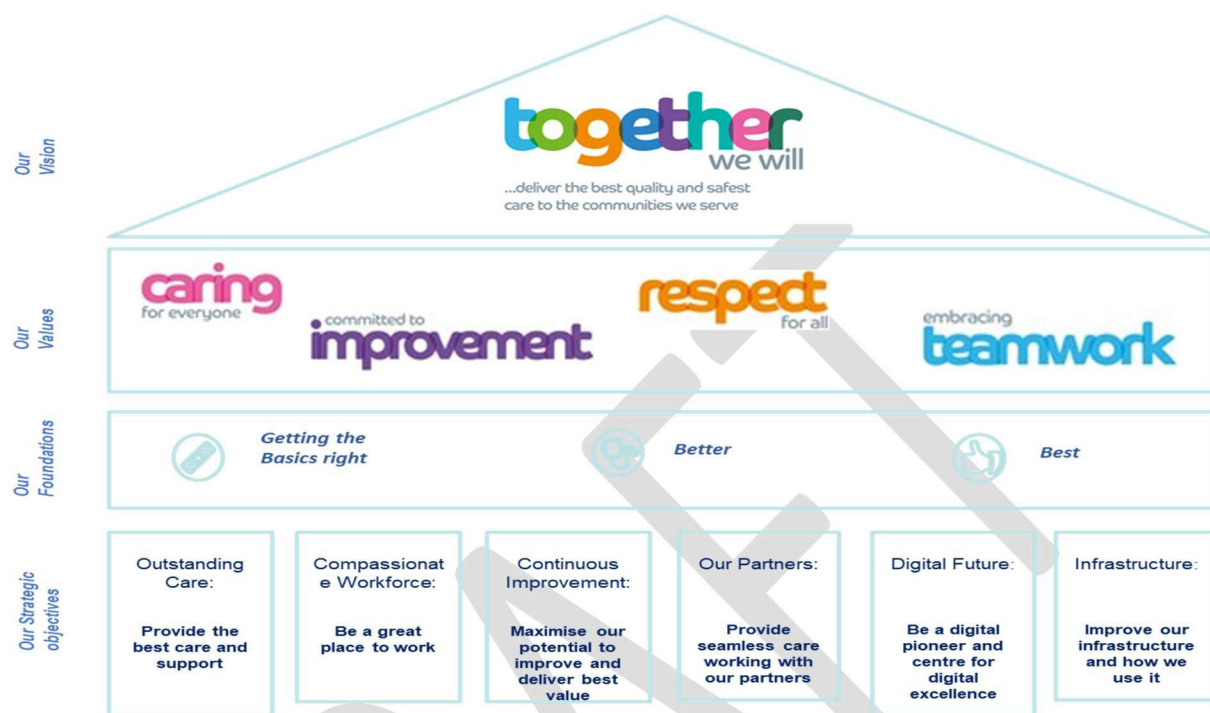 Our
Vision
together
we will
...deliver the best quality and safest
care to the communities we serve
Our
Values
caring
for everyone
committed to
improvement
respect
for all
embracing
teamwork
Our
Foundations
Getting the
Basics right
Better
Best
Our Strategic
objectives
Outstanding
Care:
Provide the
best care and
support
Compassionat
e Workforce:
Be a great
place to work
Continuous
Improvement:
Maximise our
potential to
improve and
deliver best
value
Our Partners:
Provide
seamless care
working with
our partners
Digital Future:
Be a digital
pioneer and
centre for
digital
excellence
Infrastructure:
Improve our
infrastructure
and how we
use it